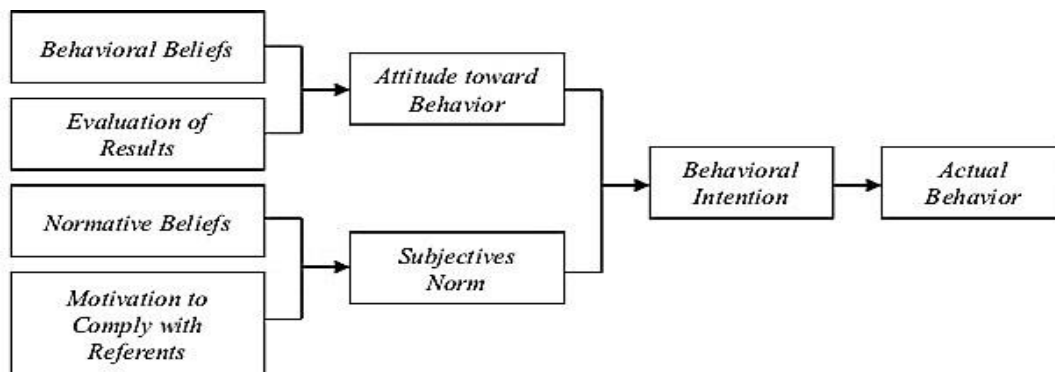 Behavioral Beliefs
Evaluation of
Results
Normative Beliefs
Motivation to
Comply with
Referents
Attitude toward
Behavior
Subjectives
Norm
Behavioral
Intention
Actual
Behavior